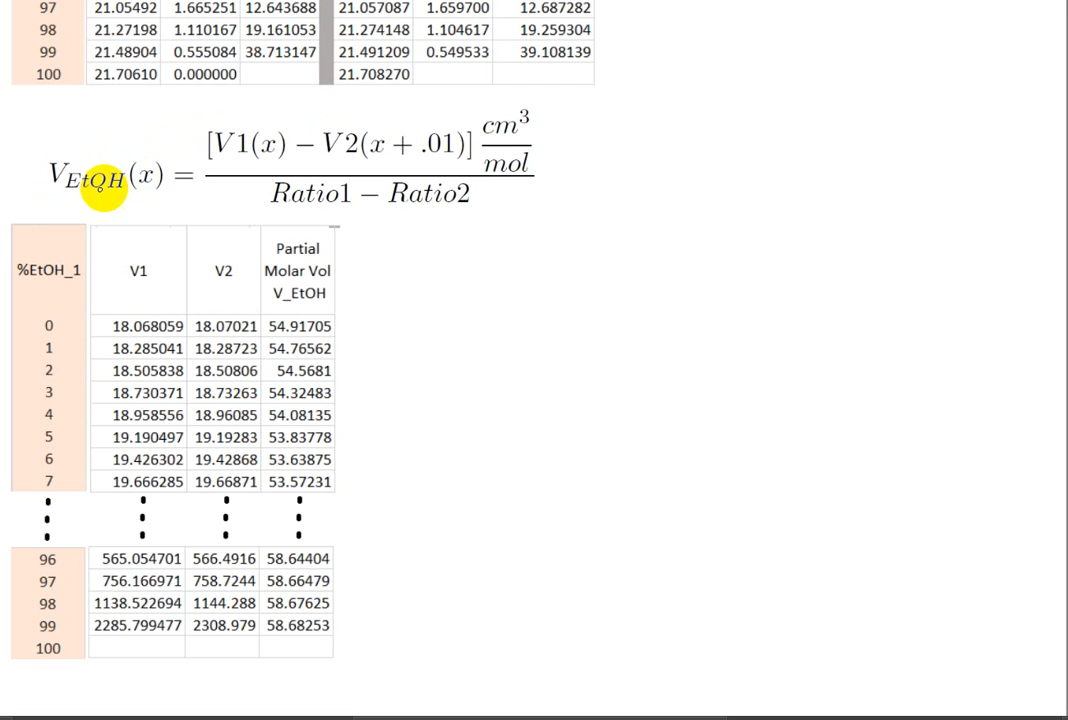 97 21.05492 1.665251 12.643688 21.057087 1.659700 12.687282
98 21.27198 1.110167 19.161053 21.274148 1.104617 19.259304
99 21.48904 0.555084 38.713147 21.491209 0.549533 39.108139
100 21.70610 0.000000 21.708270
V_{EtOH}(x) = \frac{[V1(x) - V2(x + .01)] \frac{cm^3}{mol}}{Ratio1 - Ratio2}
%EtOH_1 V1 V2 Partial Molar Vol V_EtOH
0 18.068059 18.07021 54.91705
1 18.285041 18.28723 54.76562
2 18.505838 18.50806 54.5681
3 18.730371 18.73263 54.32483
4 18.958556 18.96085 54.08135
5 19.190497 19.19283 53.83778
6 19.426302 19.42868 53.63875
7 19.666285 19.66871 53.57231
96 565.054701 566.4916 58.64404
97 756.166971 758.7244 58.66479
98 1138.522694 1144.288 58.67625
99 2285.799477 2308.979 58.68253
100